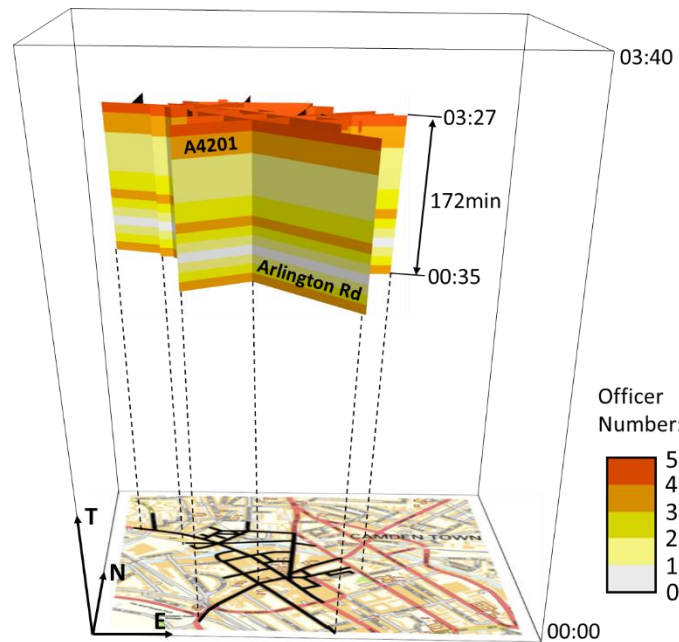 03:40
03:27
A4201
172min
Arlington Rd
00:35
Officer
Number:
5
4
3
2
1
0
T
N
CAMDEN TOWN
E
00:00